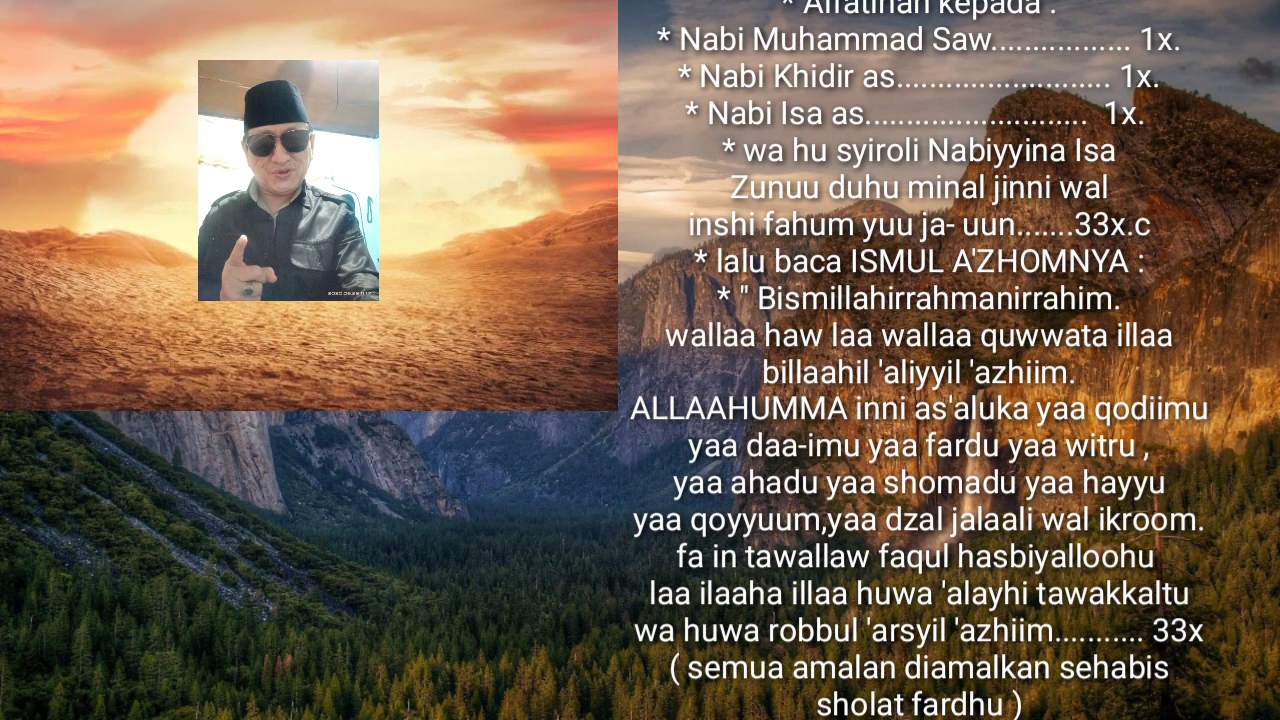 * Alfatihah kepada :
* Nabi Muhammad Saw................ 1x.
* Nabi Khidir as......................... 1x.
* Nabi Isa as.......................... 1x.
* wa hu syiroli Nabiyyina Isa
Zunuu duhu minal jinni wal
inshi fahum yuu ja- uun.......33x.c
* lalu baca ISMUL A'ZHOMNYA :
* " Bismillahirrahmanirrahim.
wallaa haw laa wallaa quwwata illaa
billaahil 'aliyyil 'azhiim.
ALLAAHUMMA inni as'aluka yaa qodiimu
yaa daa-imu yaa fardu yaa witru ,
yaa ahadu yaa shomadu yaa hayyu
yaa qoyyuum,yaa dzal jalaali wal ikroom.
fa in tawallaw faqul hasbiyalloohu
laa ilaaha illaa huwa 'alayhi tawakkaltu
wa huwa robbul 'arsyil 'azhiim.......... 33x
( semua amalan diamalkan sehabis
sholat fardhu )